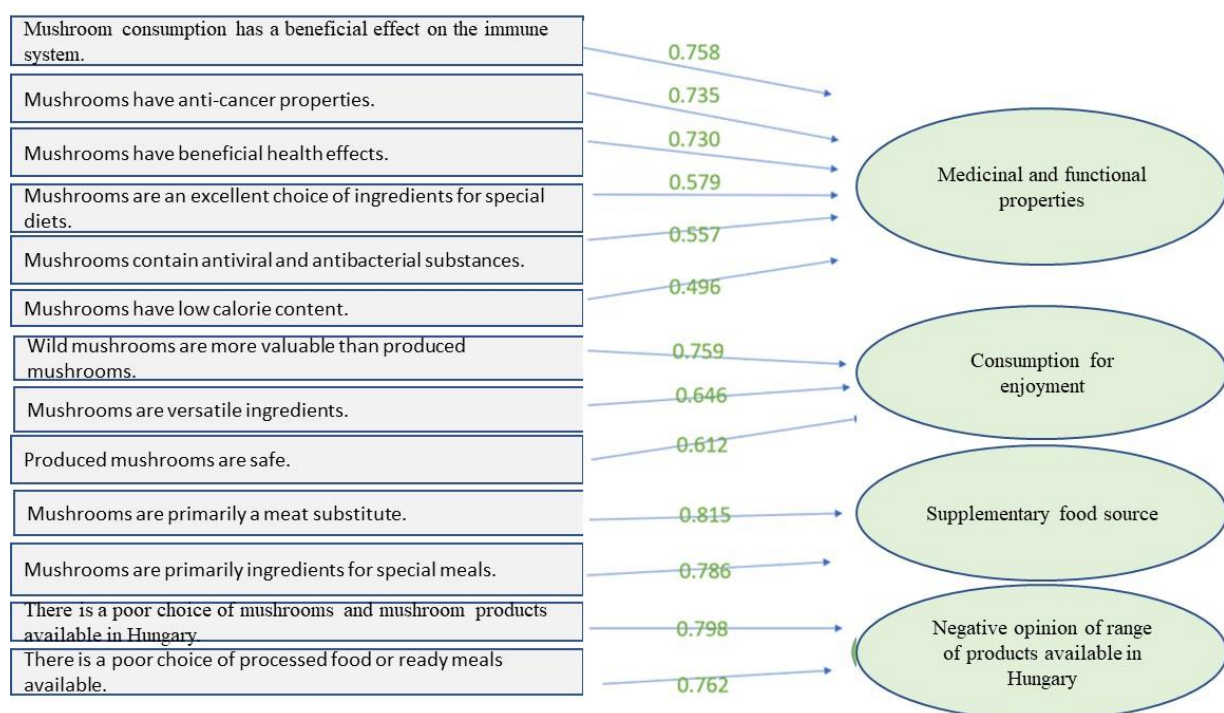 Mushroom consumption has a beneficial effect on the immune
system.
0.758
Mushrooms have anti-cancer properties.
0.735
Mushrooms have beneficial health effects.
0.730
Mushrooms are an excellent choice of ingredients for special
diets.
0.579
Mushrooms contain antiviral and antibacterial substances.
0.557
Mushrooms have low calorie content.
0.496
Medicinal and functional
properties
Wild mushrooms are more valuable than produced
mushrooms.
0.759
Mushrooms are versatile ingredients.
0.646
Produced mushrooms are safe.
0.612
Consumption for
enjoyment
Mushrooms are primarily a meat substitute.
0.815
Mushrooms are primarily ingredients for special meals.
0.786
Supplementary food source
There is a poor choice of mushrooms and mushroom products
available in Hungary.
0.798
There is a poor choice of processed food or ready meals
available.
0.762
Negative opinion of range
of products available in
Hungary